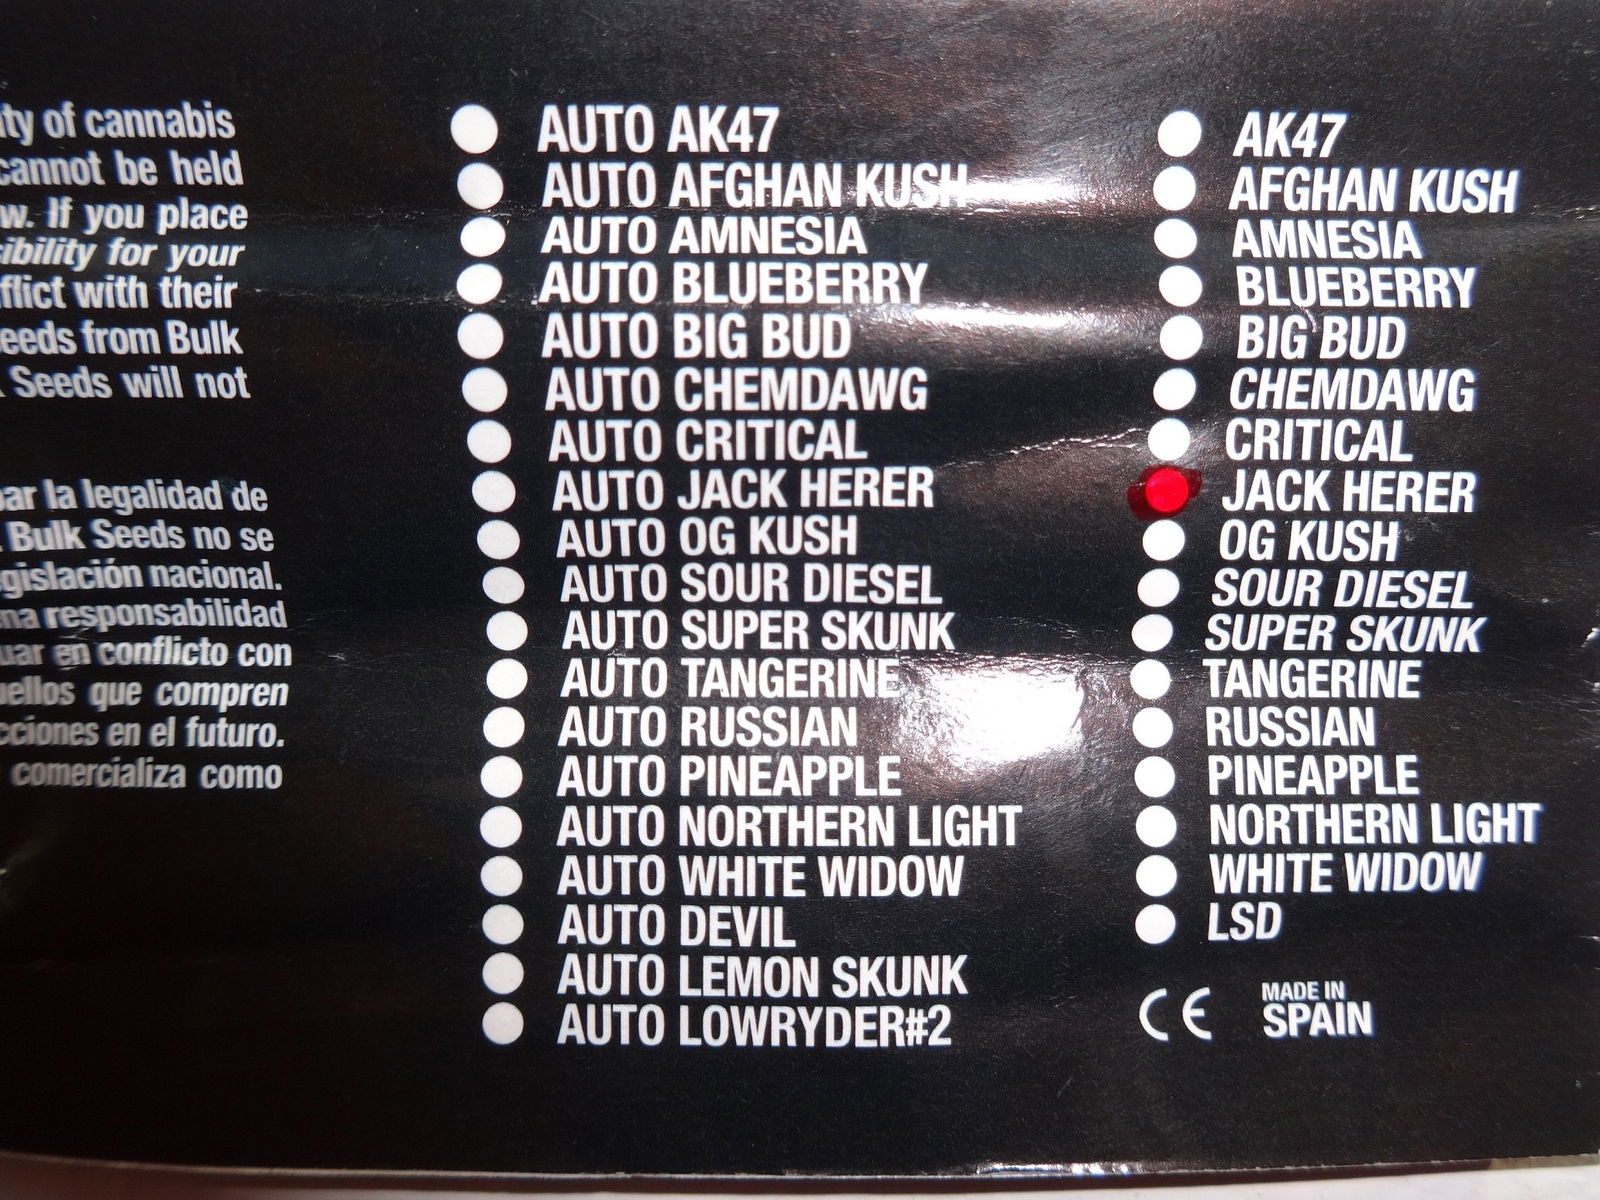 ity of cannabis
cannot be held
w. If you place
ibility for your
flict with their
eeds from Bulk
Seeds will not
bar la legalidad de
. Bulk Seeds no se
gislación nacional.
na responsabilidad
uar en conflicto con
uellos que compren
cciones en el futuro.
comercializa como
AUTO AK47
AUTO AFGHAN KUSH
AUTO AMNESIA
AUTO BLUEBERRY
AUTO BIG BUD
AUTO CHEMDAWG
AUTO CRITICAL
AUTO JACK HERER
AUTO OG KUSH
AUTO SOUR DIESEL
AUTO SUPER SKUNK
AUTO TANGERINE
AUTO RUSSIAN
AUTO PINEAPPLE
AUTO NORTHERN LIGHT
AUTO WHITE WIDOW
AUTO DEVIL
AUTO LEMON SKUNK
AUTO LOWRYDER#2
AK47
AFGHAN KUSH
AMNESIA
BLUEBERRY
BIG BUD
CHEMDAWG
CRITICAL
JACK HERER
OG KUSH
SOUR DIESEL
SUPER SKUNK
TANGERINE
RUSSIAN
PINEAPPLE
NORTHERN LIGHT
WHITE WIDOW
LSD
CE
MADE IN
SPAIN